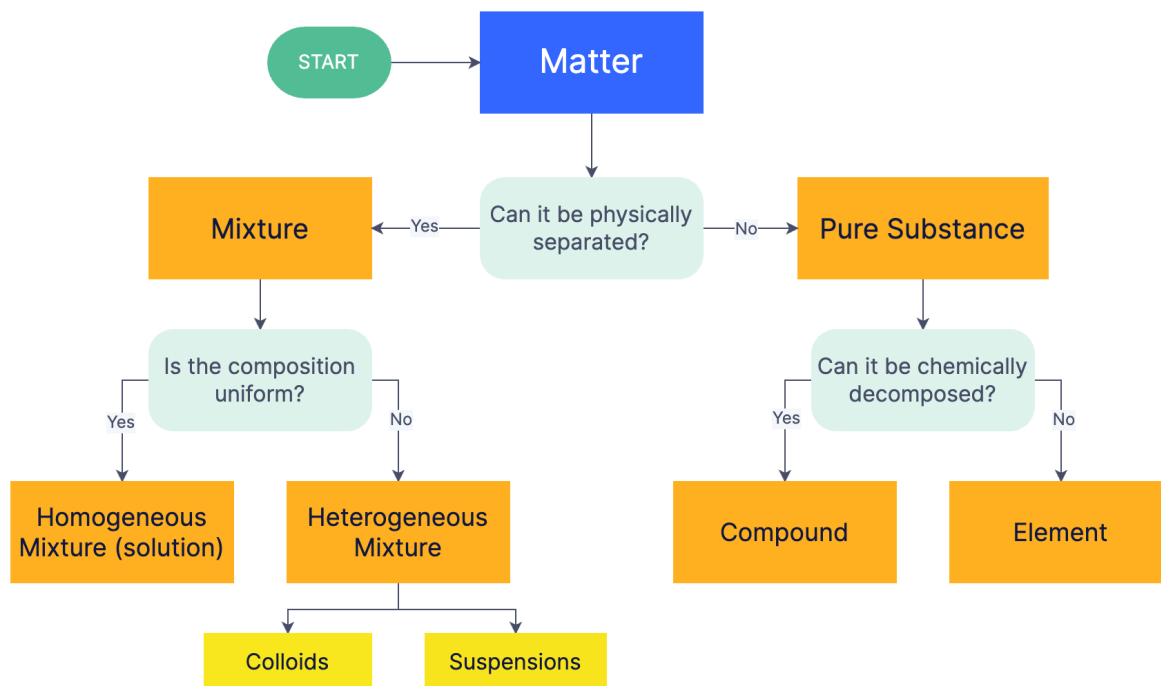 START
Matter
Can it be physically
separated?
Yes
No
Mixture
Pure Substance
Is the composition
uniform?
Can it be chemically
decomposed?
Yes
No
Yes
No
Homogeneous
Mixture (solution)
Heterogeneous
Mixture
Compound
Element
Colloids
Suspensions